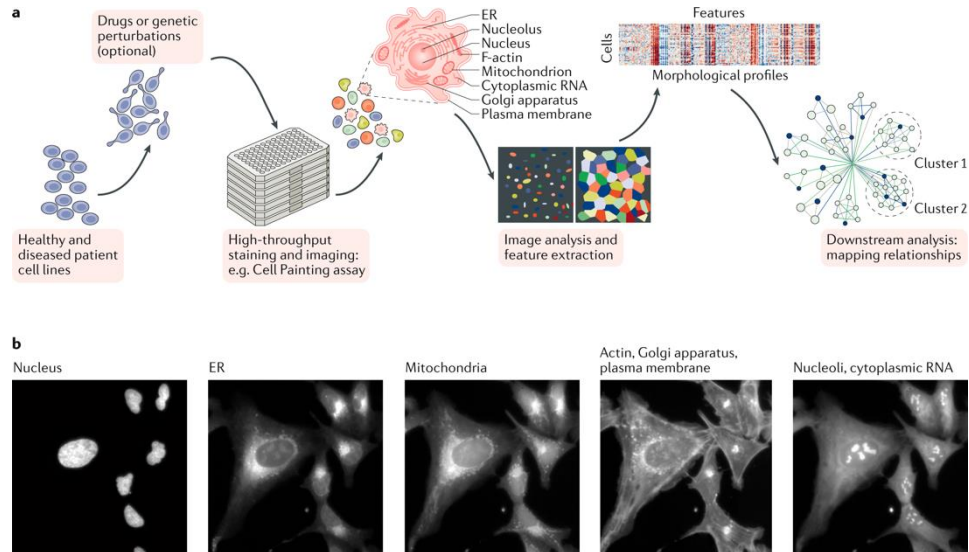 a
Drugs or genetic
perturbations
(optional)
ER
Nucleolus
Nucleus
F-actin
Mitochondrion
Cytoplasmic RNA
Golgi apparatus
Plasma membrane
Features
Cells
Morphological profiles
Cluster 1
Cluster 2
Healthy and
diseased patient
cell lines
High-throughput
staining and imaging:
e.g. Cell Painting assay
Image analysis and
feature extraction
Downstream analysis:
mapping relationships
b
Nucleus
ER
Mitochondria
Actin, Golgi apparatus,
plasma membrane
Nucleoli, cytoplasmic RNA